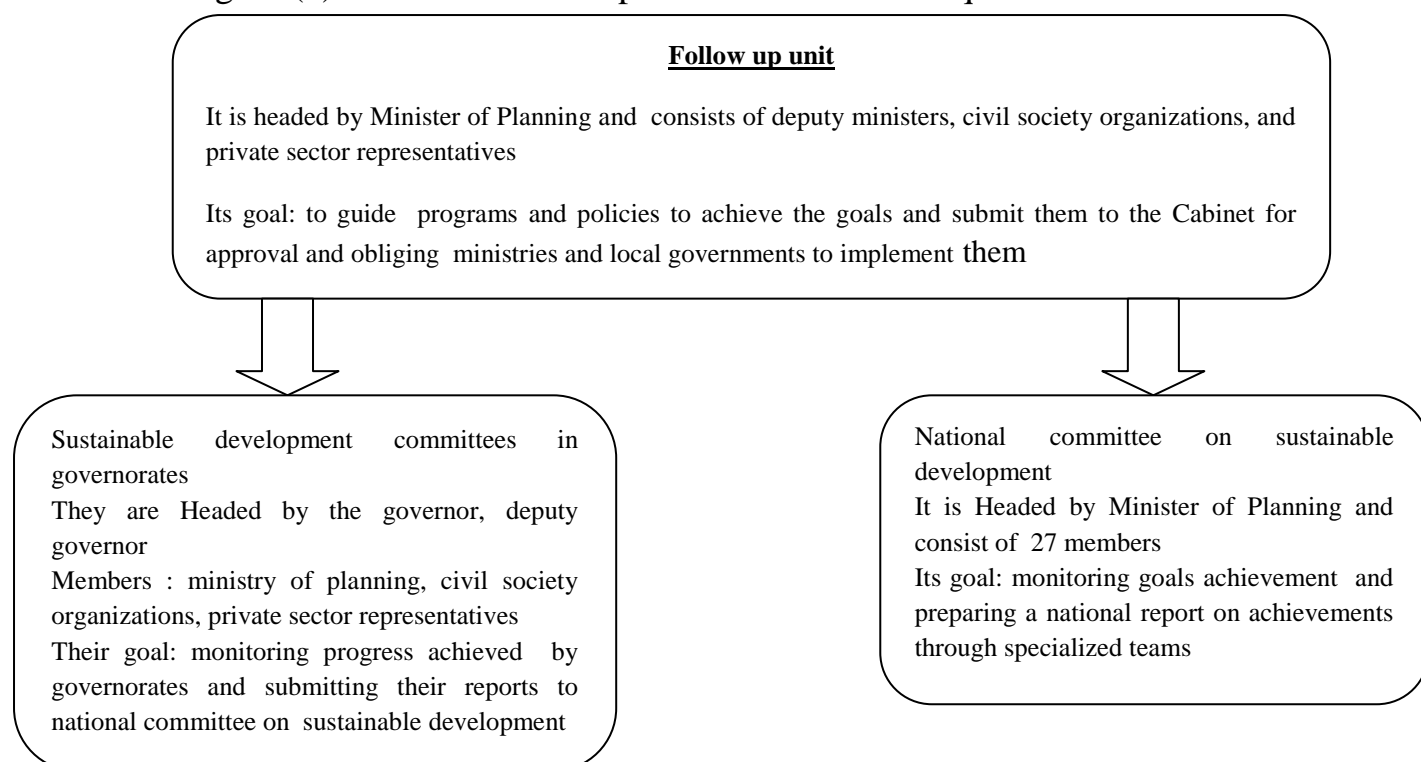 Follow up unit
It is headed by Minister of Planning and consists of deputy ministers, civil society organizations, and
private sector representatives
Its goal: to guide programs and policies to achieve the goals and submit them to the Cabinet for
approval and obliging ministries and local governments to implement them
Sustainable development committees in
governorates
They are Headed by the governor, deputy
governor
Members : ministry of planning, civil society
organizations, private sector representatives
Their goal: monitoring progress achieved by
governorates and submitting their reports to
national committee on sustainable development
National committee on sustainable
development
It is Headed by Minister of Planning and
consist of 27 members
Its goal: monitoring goals achievement and
preparing a national report on achievements
through specialized teams